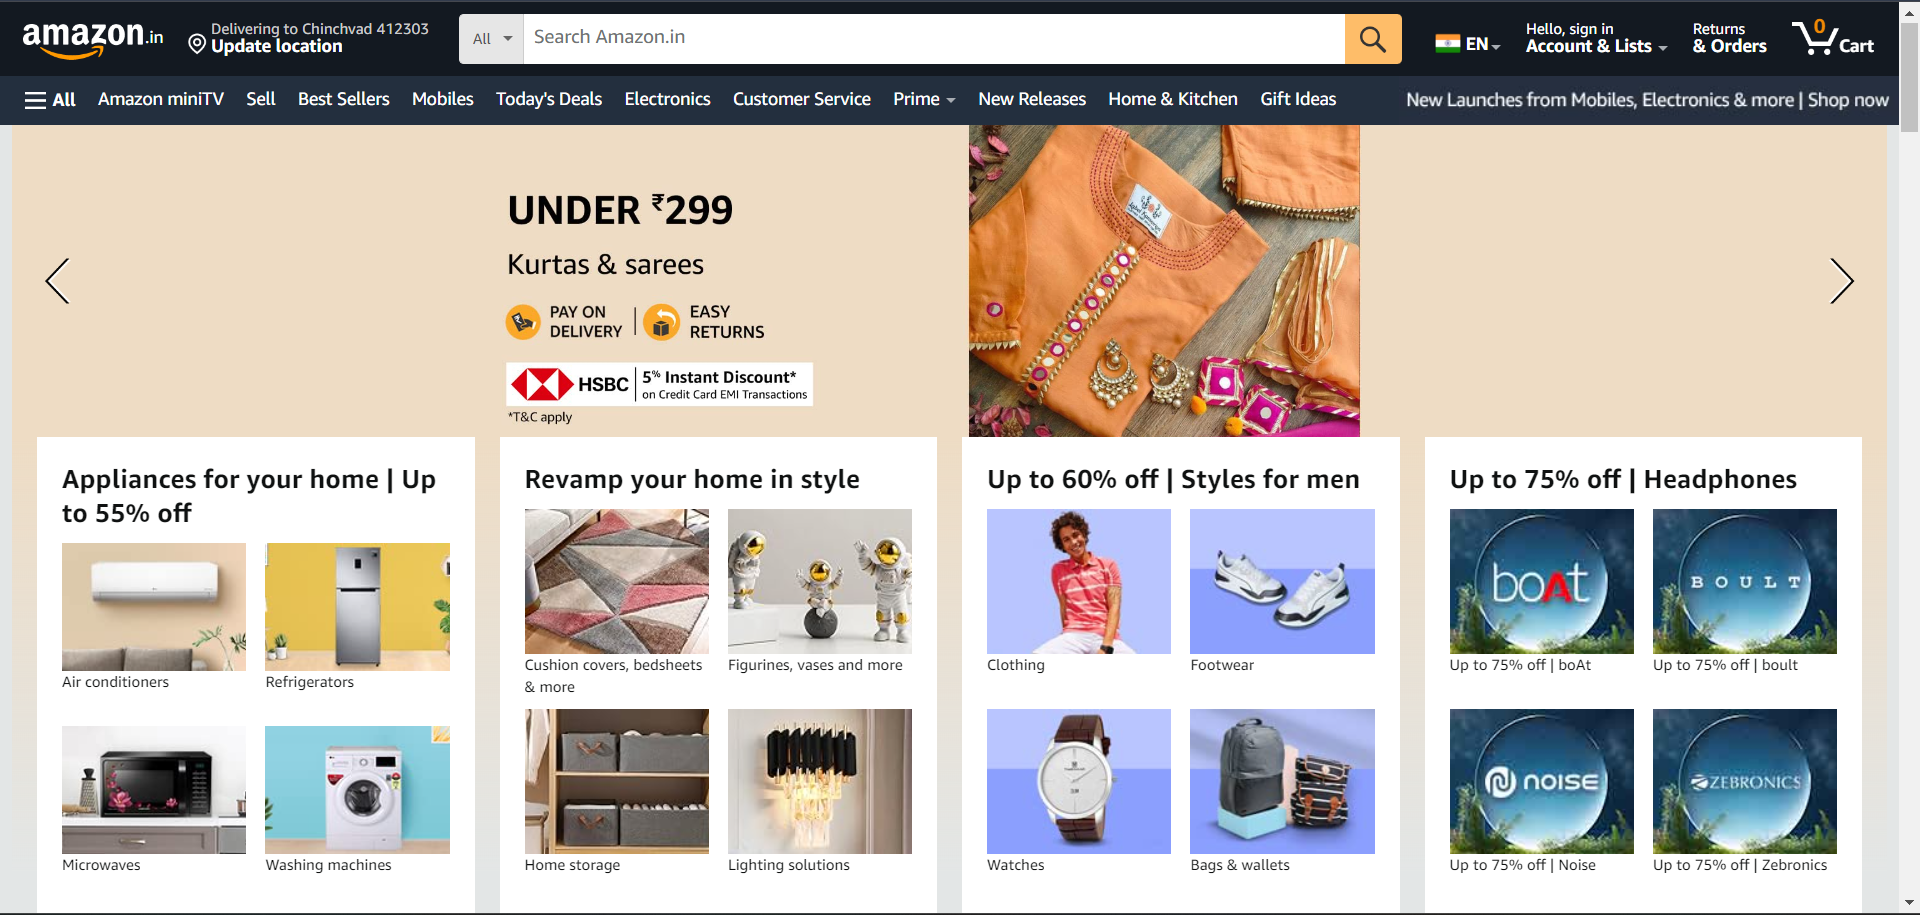 amazon.in
Delivering to Chinchvad 412303
Update location
All
Search Amazon.in
EN
Hello, sign in
Account & Lists
Returns
& Orders
0
Cart
All
Amazon miniTV
Sell
Best Sellers
Mobiles
Today's Deals
Electronics
Customer Service
Prime
New Releases
Home & Kitchen
Gift Ideas
New Launches from Mobiles, Electronics & more | Shop now
UNDER ₹299
Kurtas & sarees
PAY ON
DELIVERY
EASY
RETURNS
HSBC
5% Instant Discount*
on Credit Card EMI Transactions
*T&C apply
Appliances for your home | Up
to 55% off
Air conditioners
Refrigerators
Microwaves
Washing machines
Revamp your home in style
Cushion covers, bedsheets
& more
Figurines, vases and more
Home storage
Lighting solutions
Up to 60% off | Styles for men
Clothing
Footwear
Watches
Bags & wallets
Up to 75% off | Headphones
boAt
Up to 75% off | boAt
BOULT
Up to 75% off | boult
noise
Up to 75% off | Noise
ZEBRONICS
Up to 75% off | Zebronics